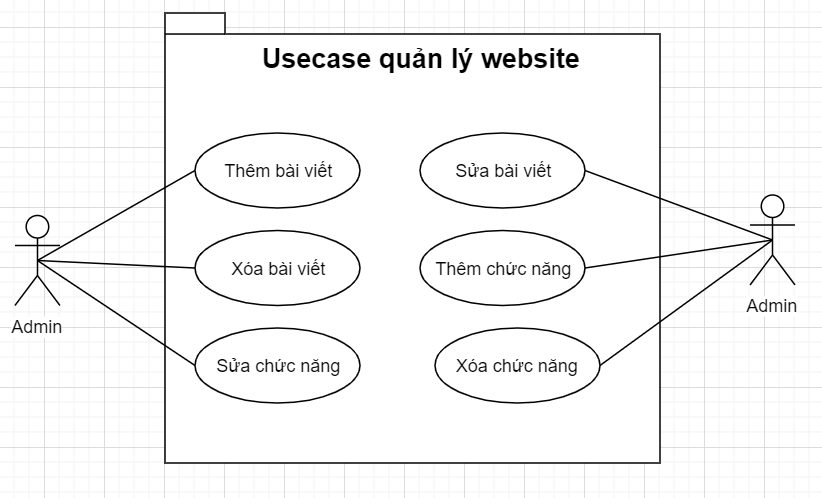 Usecase quản lý website
Thêm bài viết
Sửa bài viết
Xóa bài viết
Thêm chức năng
Sửa chức năng
Xóa chức năng
Admin
Admin